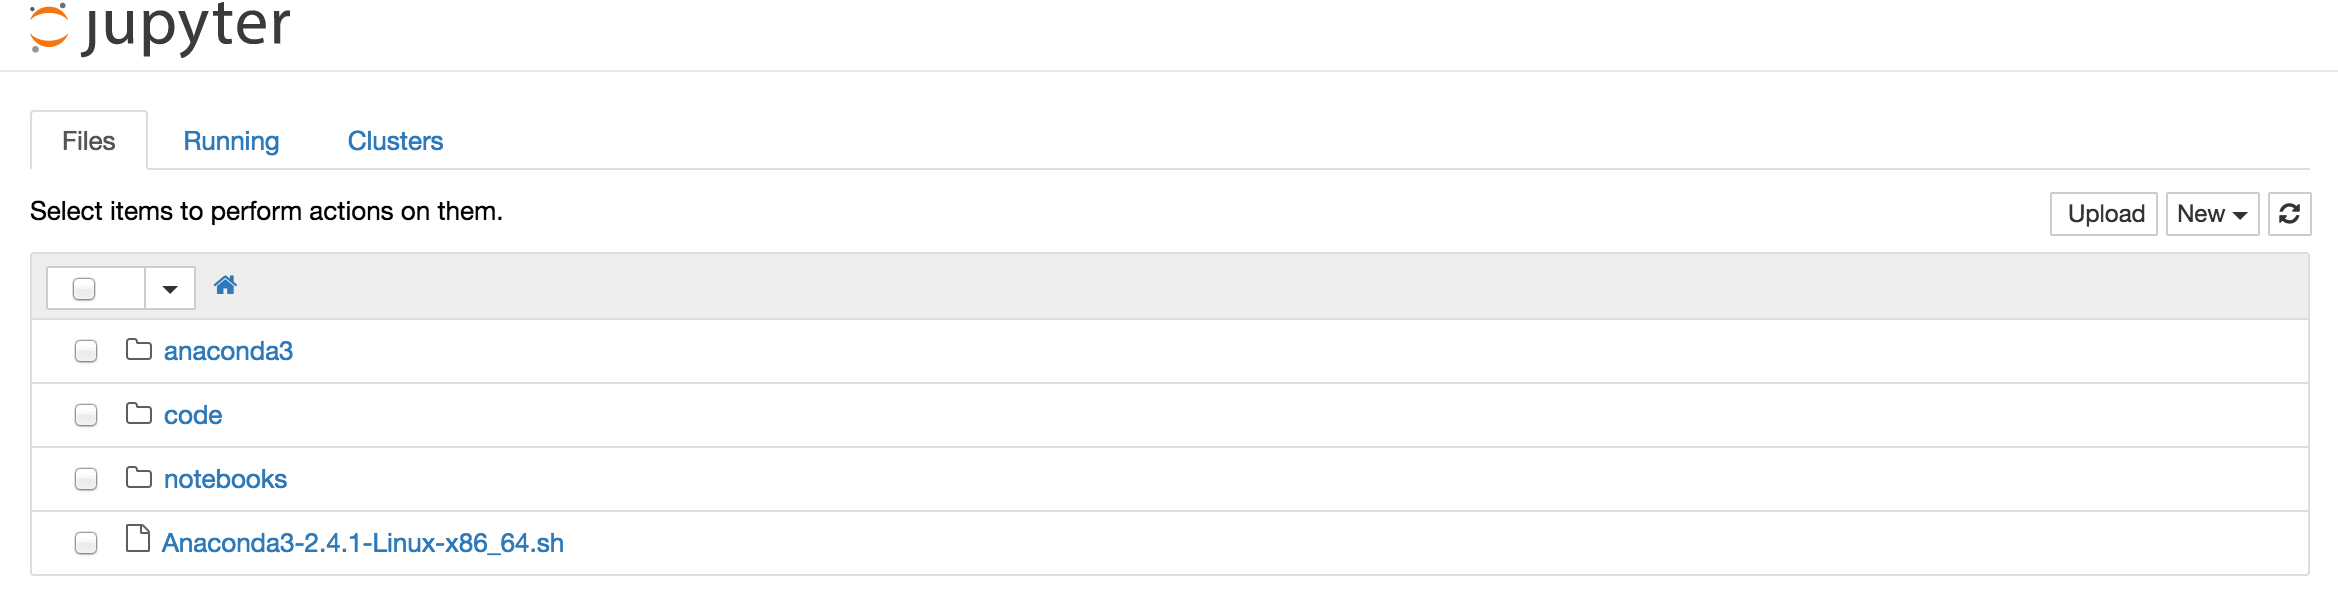 jupyter
Files Running Clusters
Select items to perform actions on them.
Upload New
anaconda3
code
notebooks
Anaconda3-2.4.1-Linux-x86_64.sh